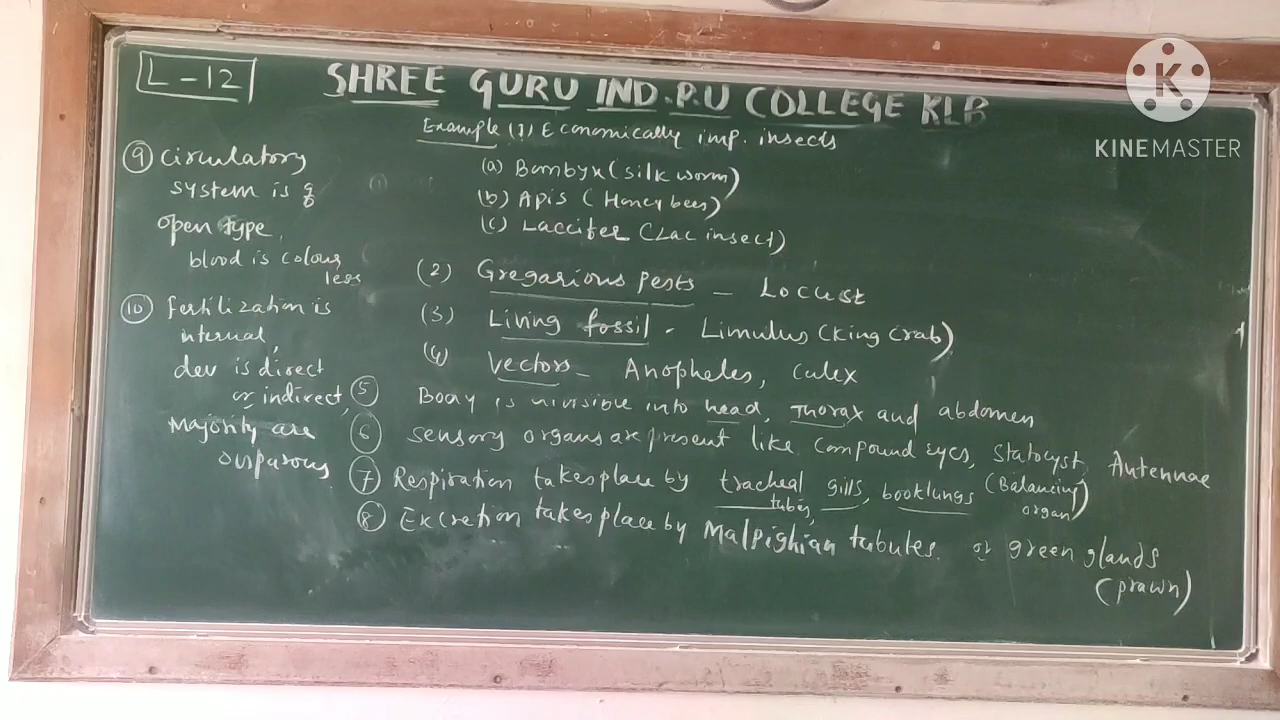 L-12
SHREE GURU IND.P.U COLLEGE KLB
K
KINEMASTER
Example (1) Economically imp. insects
(a) Bombyx (silk worm)
(b) Apis (Honey bees)
(c) Laccifer (Lac insect)
(2) Gregarious pests - Locust
(3) Living fossil - Limulus (King crab)
(4) Vectors - Anopheles, Culex
(5) Body is divisible into head, Thorax and abdomen
(6) Sensory organs are present like compound eyes, statocyst, Antennae
(Balancing organ)
(7) Respiration takes place by tracheal tubes, gills, booklungs
(8) Excretion takes place by Malpighian tubules. or green glands
(prawn)
(9) circulatory
system is of
open type,
blood is colour
less
(10) Fertilization is
internal,
dev is direct
or indirect,
Majority are
oviparous